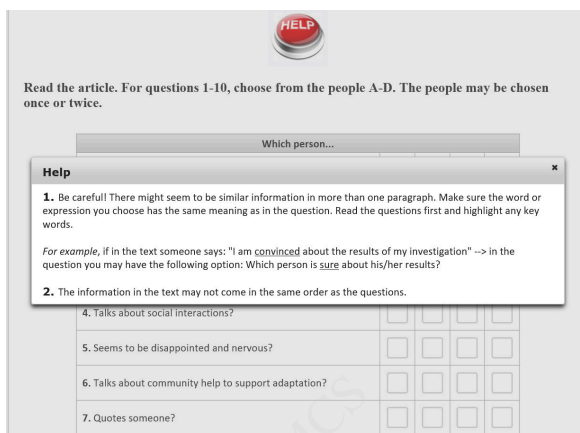 HELP
Read the article. For questions 1-10, choose from the people A-D. The people may be chosen
once or twice.
Which person...
Help
×
1. Be careful! There might seem to be similar information in more than one paragraph. Make sure the word or
expression you choose has the same meaning as in the question. Read the questions first and highlight any key
words.
For example, if in the text someone says: "I am convinced about the results of my investigation" --> in the
question you may have the following option: Which person is sure about his/her results?
2. The information in the text may not come in the same order as the questions.
4. Talks about social interactions?
5. Seems to be disappointed and nervous?
6. Talks about community help to support adaptation?
7. Quotes someone?